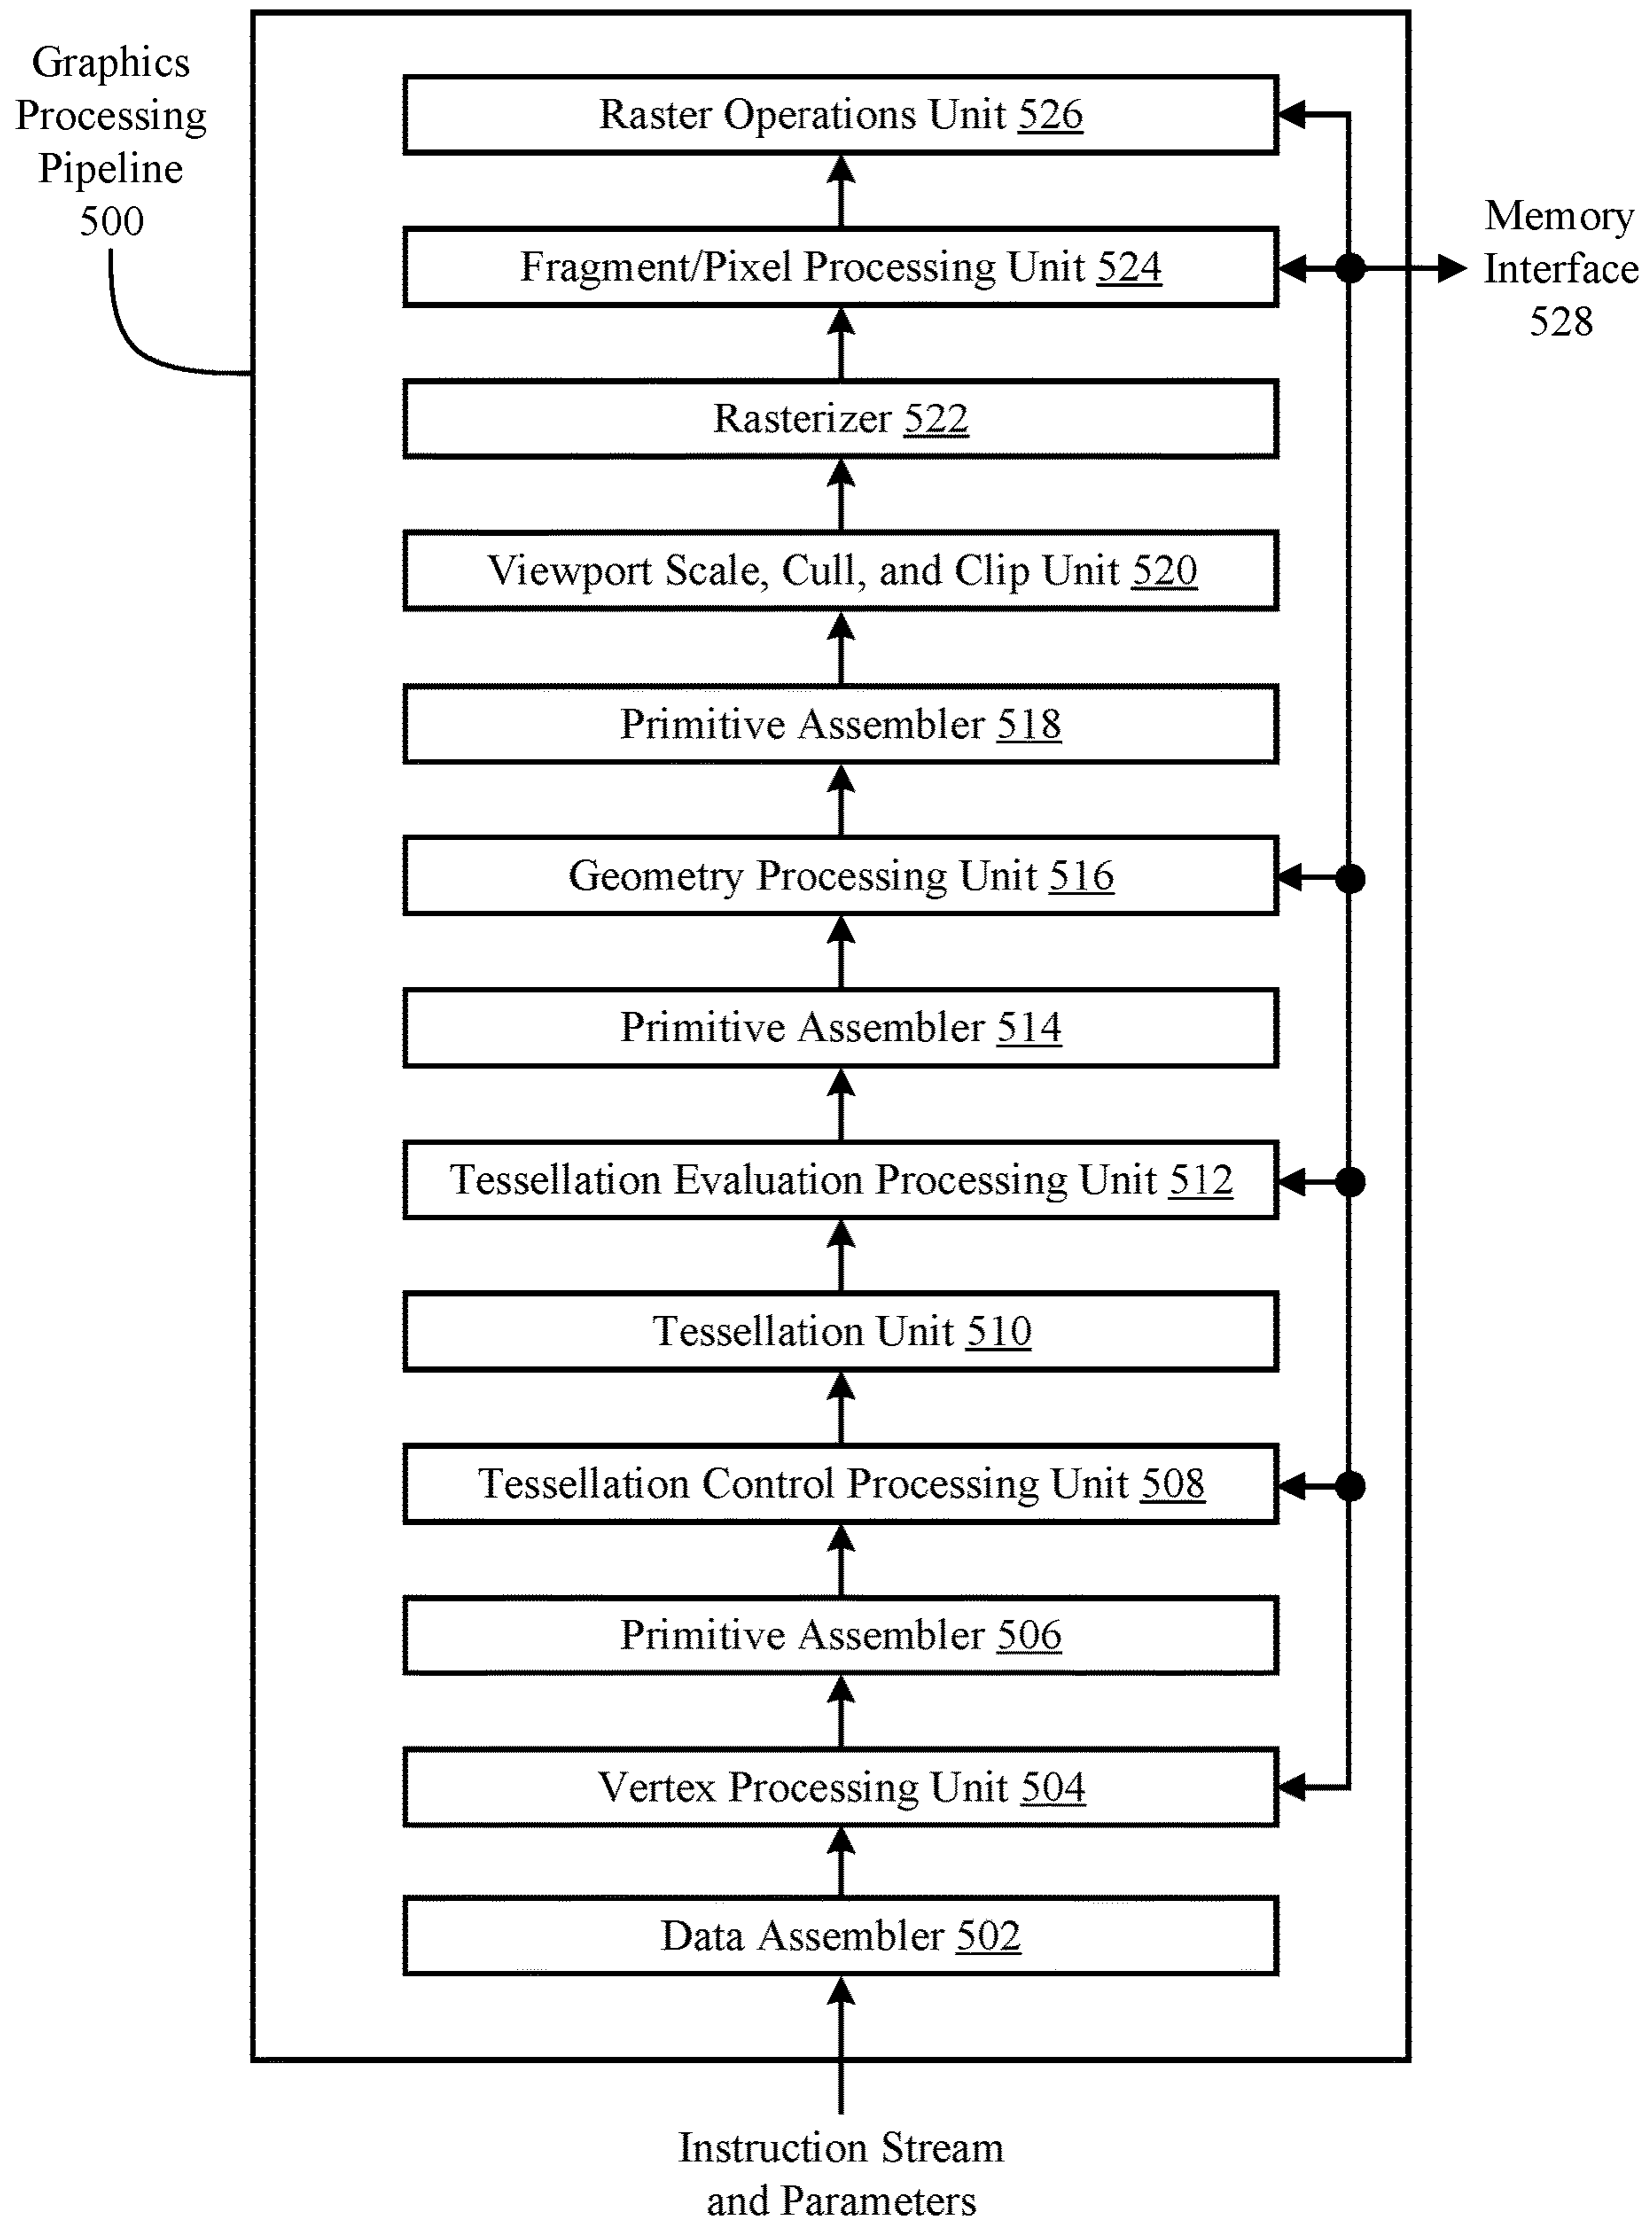 Graphics
Processing
Pipeline
500
Raster Operations Unit 526
Fragment/Pixel Processing Unit 524
Memory
Interface
528
Rasterizer 522
Viewport Scale, Cull, and Clip Unit 520
Primitive Assembler 518
Geometry Processing Unit 516
Primitive Assembler 514
Tessellation Evaluation Processing Unit 512
Tessellation Unit 510
Tessellation Control Processing Unit 508
Primitive Assembler 506
Vertex Processing Unit 504
Data Assembler 502
Instruction Stream
and Parameters